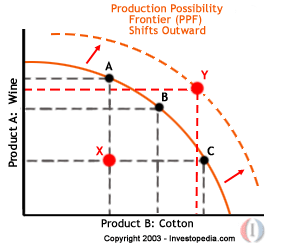 Production Possibility
Frontier (PPF)
Shifts Outward
A
Y
B
X
C
Product A: Wine
Product B: Cotton
Copyright © 2003 - Investopedia.com